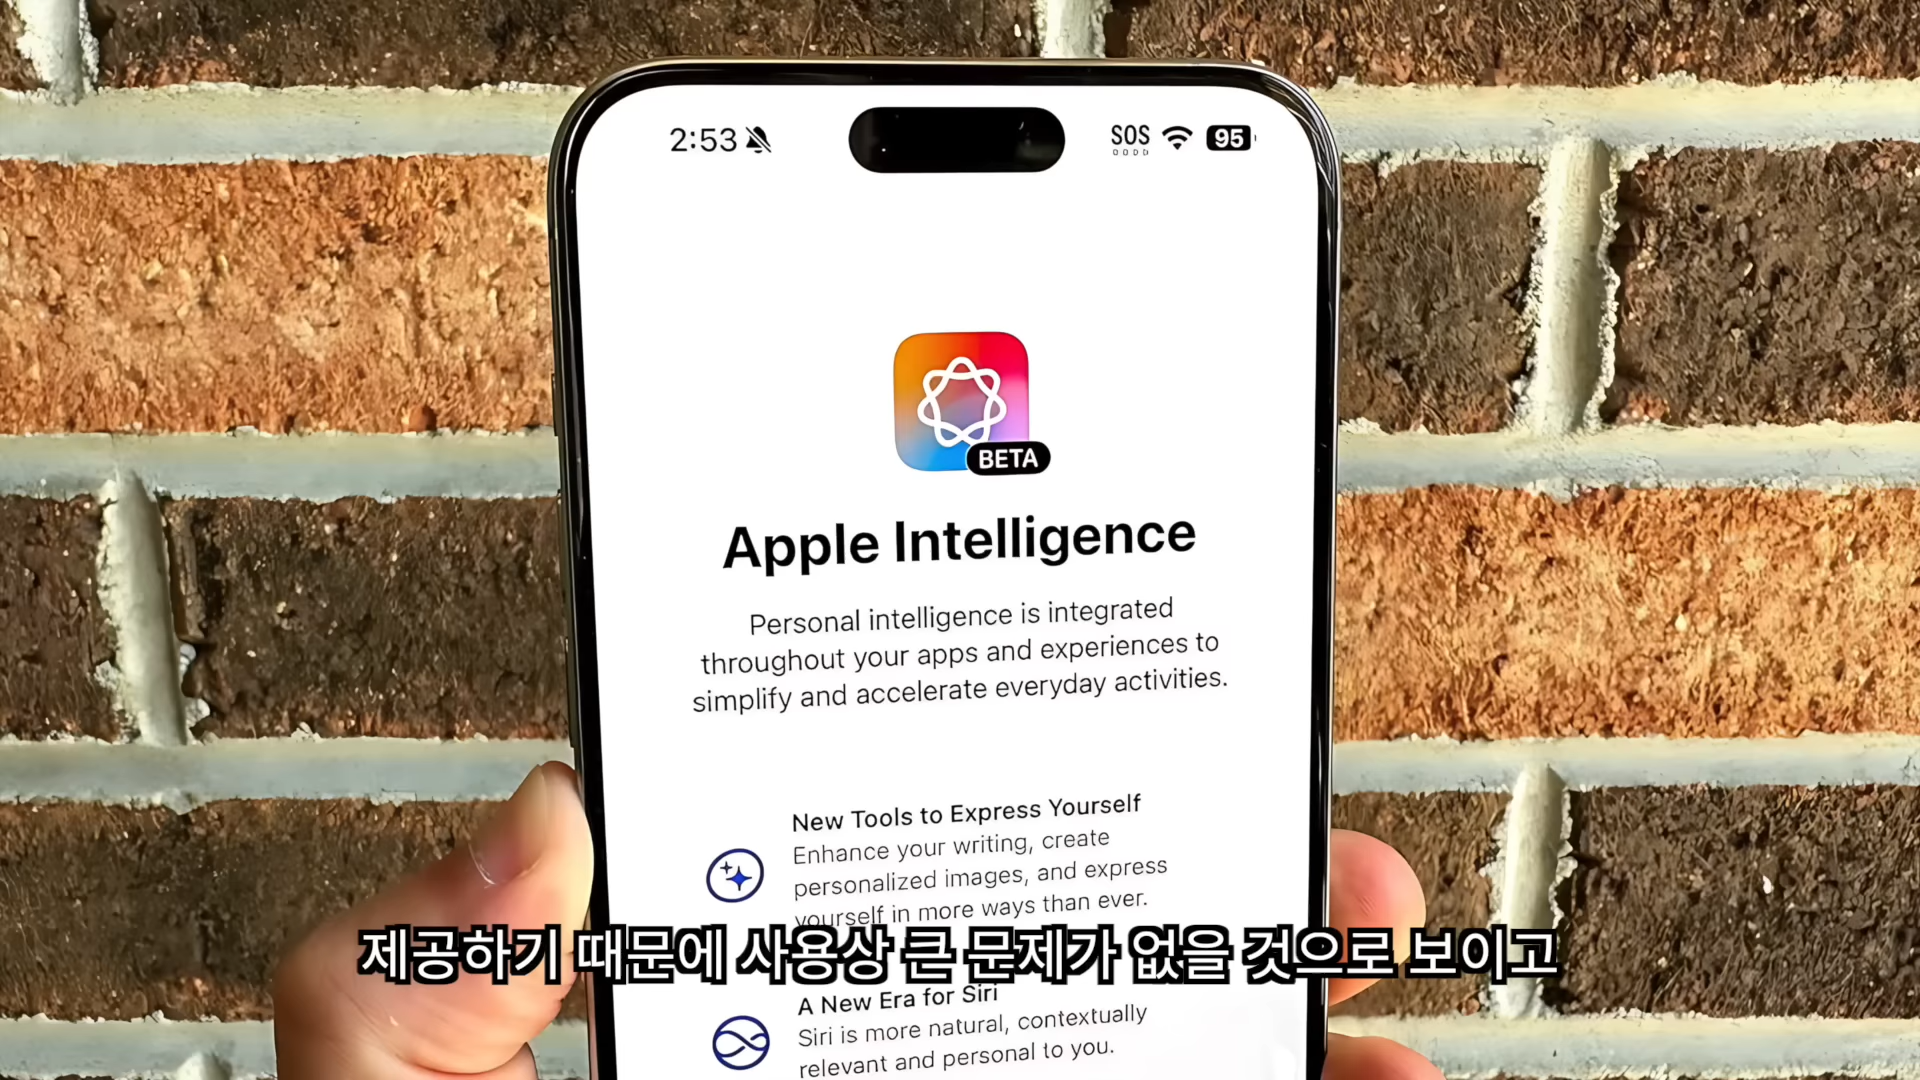 2:53
SOS
95
BETA
Apple Intelligence
Personal intelligence is integrated
throughout your apps and experiences to
simplify and accelerate everyday activities.
New Tools to Express Yourself
Enhance your writing, create
personalized images, and express
yourself in more ways than ever.
제공하기 때문에 사용상 큰 문제가 없을 것으로 보이고
A New Era for Siri
Siri is more natural, contextually
relevant and personal to you.